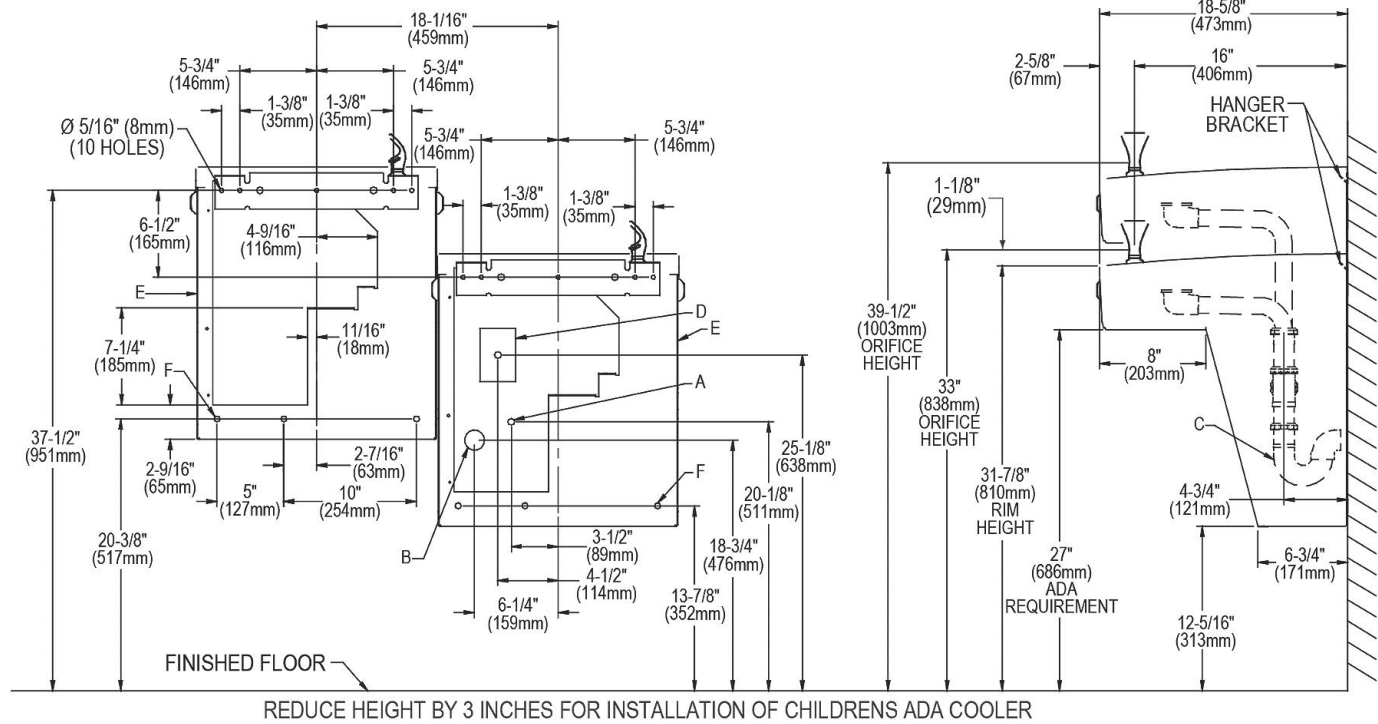 18-1/16"
(459mm)
5-3/4"
(146mm)
5-3/4"
(146mm)
1-3/8"
(35mm)
1-3/8"
(35mm)
Ø 5/16" (8mm)
(10 HOLES)
5-3/4"
(146mm)
5-3/4"
(146mm)
1-3/8"
(35mm)
1-3/8"
(35mm)
6-1/2"
(165mm)
4-9/16"
(116mm)
E
11/16"
(18mm)
7-1/4"
(185mm)
F
D
E
A
37-1/2"
(951mm)
2-9/16"
(65mm)
2-7/16"
(63mm)
5"
(127mm)
10"
(254mm)
F
25-1/8"
(638mm)
20-1/8"
(511mm)
20-3/8"
(517mm)
B
3-1/2"
(89mm)
18-3/4"
(476mm)
4-1/2"
(114mm)
13-7/8"
(352mm)
6-1/4"
(159mm)
18-5/8"
(473mm)
2-5/8"
(67mm)
16"
(406mm)
HANGER
BRACKET
1-1/8"
(29mm)
39-1/2"
(1003mm)
ORIFICE
HEIGHT
8"
(203mm)
33"
(838mm)
ORIFICE
HEIGHT
C
31-7/8"
(810mm)
RIM
HEIGHT
4-3/4"
(121mm)
27"
(686mm)
ADA
REQUIREMENT
6-3/4"
(171mm)
12-5/16"
(313mm)
FINISHED FLOOR
REDUCE HEIGHT BY 3 INCHES FOR INSTALLATION OF CHILDRENS ADA COOLER